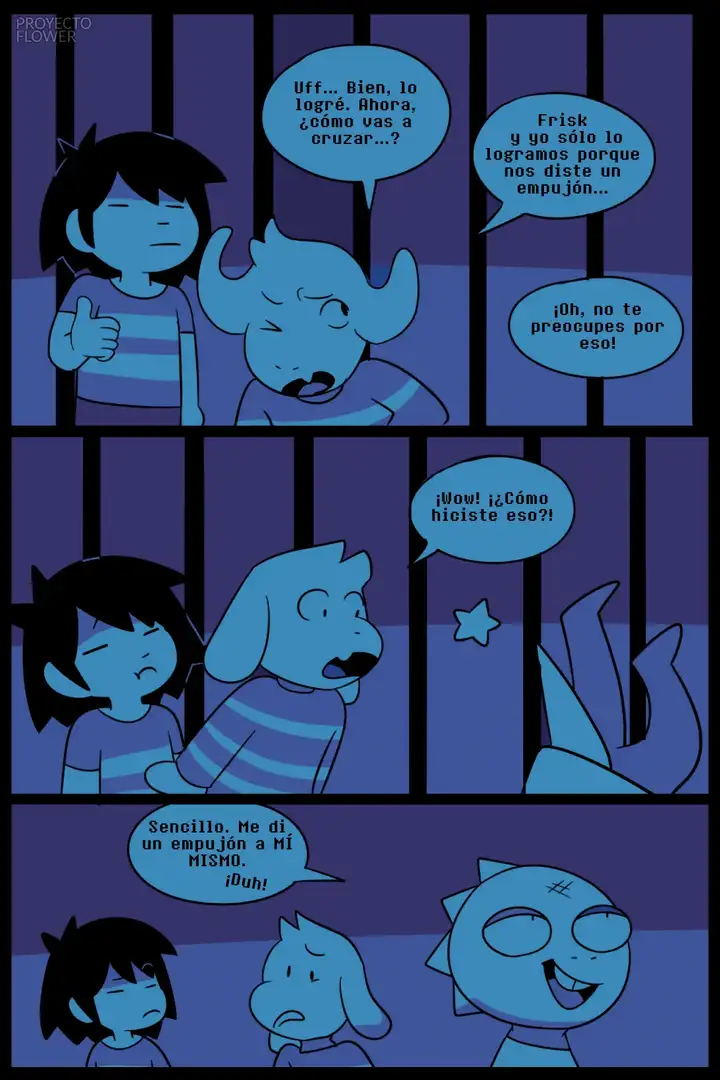 PROYECTO
FLOWER
Uff... Bien, lo
logré. Ahora,
¿cómo vas a
cruzar...?
Frisk
y yo sólo lo
logramos porque
nos diste un
empujón...
¡Oh, no te
preocupes por
eso!
¡Wow! ¡¿Cómo
hiciste eso?!
Sencillo. Me di
un empujón a MÍ
MISMO.
¡Duh!